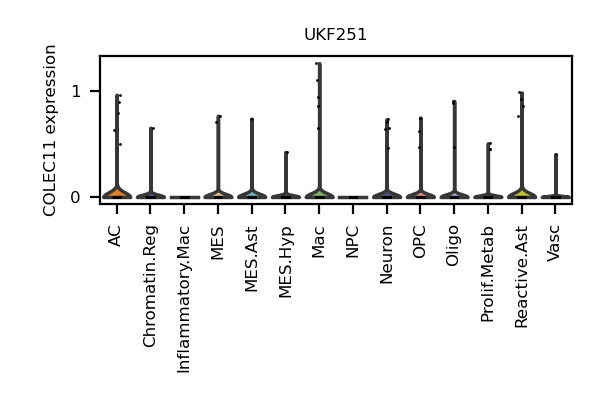 UKF251
COLEC11 expression
1
0
AC
Chromatin.Reg
Inflammatory.Mac
MES
MES.Ast
MES.Hyp
Mac
NPC
Neuron
OPC
Oligo
Prolif.Metab
Reactive.Ast
Vasc